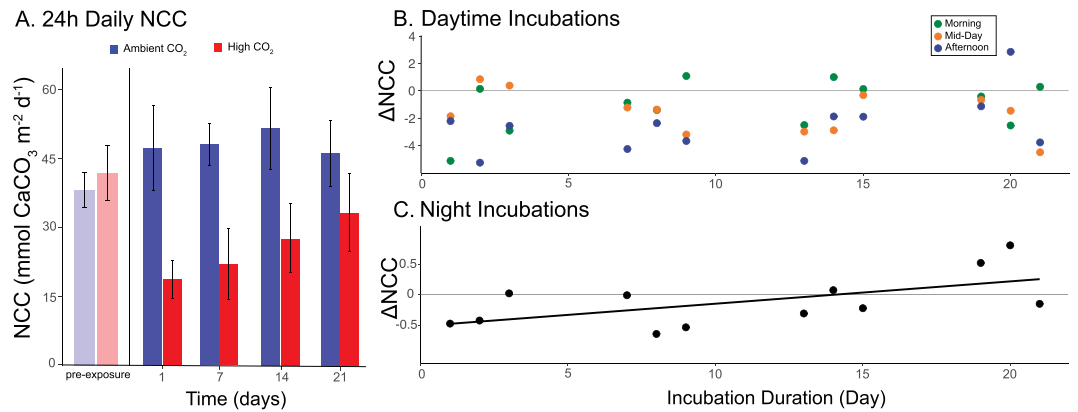 A. 24h Daily NCC
Ambient CO₂
High CO₂
NCC (mmol CaCO₃ m⁻² d⁻¹)
60
45
30
15
0
pre-exposure
1
7
14
21
Time (days)
B. Daytime Incubations
Morning
Mid-Day
Afternoon
ΔNCC
4
2
0
-2
-4
0
5
10
15
20
C. Night Incubations
ΔNCC
0.5
0
-0.5
0
5
10
15
20
Incubation Duration (Day)